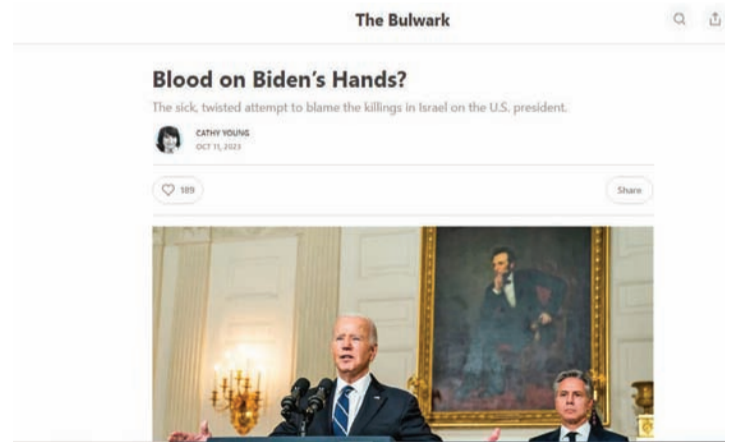 The Bulwark
Blood on Biden's Hands?
The sick, twisted attempt to blame the killings in Israel on the U.S. president.
CATHY YOUNG
OCT 11, 2023
189
Share